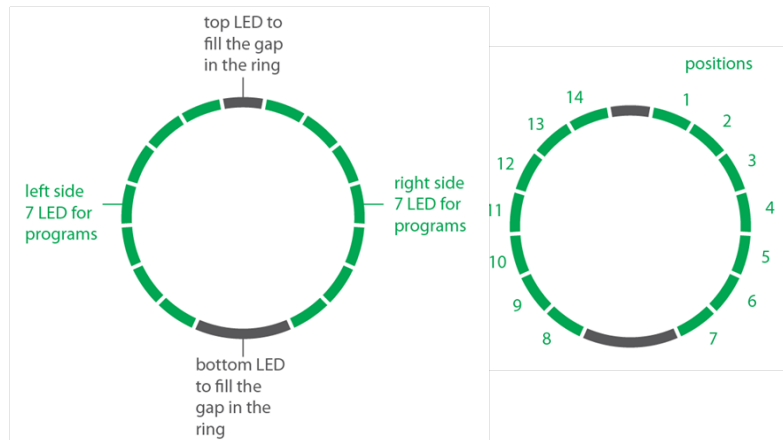 top LED to
fill the gap
in the ring
left side
7 LED for
programs
right side
7 LED for
programs
bottom LED
to fill the
gap in the
ring
positions
1
2
3
4
5
6
7
8
9
10
11
12
13
14